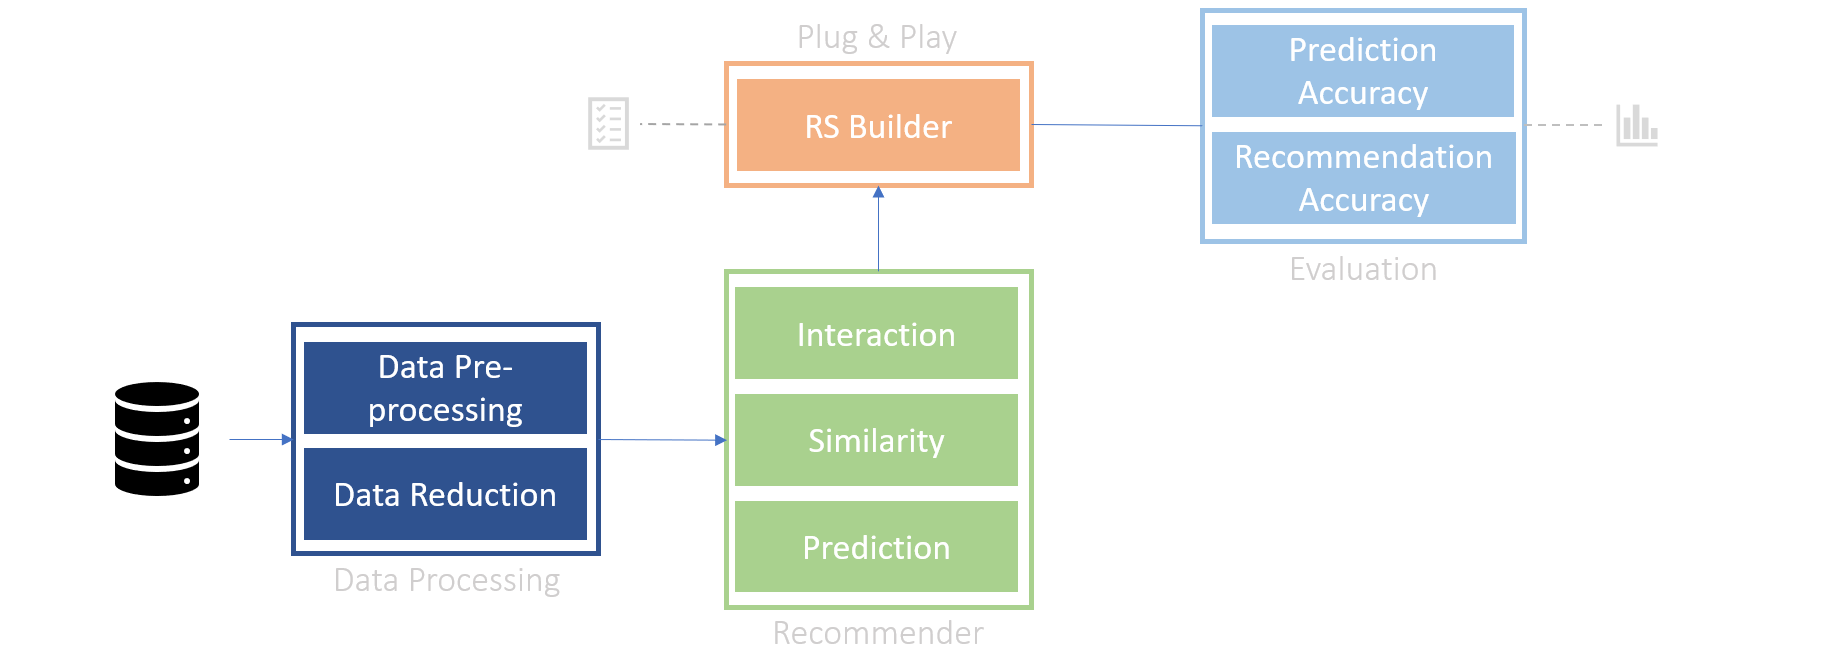 Plug & Play
RS Builder
Prediction
Accuracy
Recommendation
Accuracy
Evaluation
Data Pre-
processing
Data Reduction
Data Processing
Interaction
Similarity
Prediction
Recommender